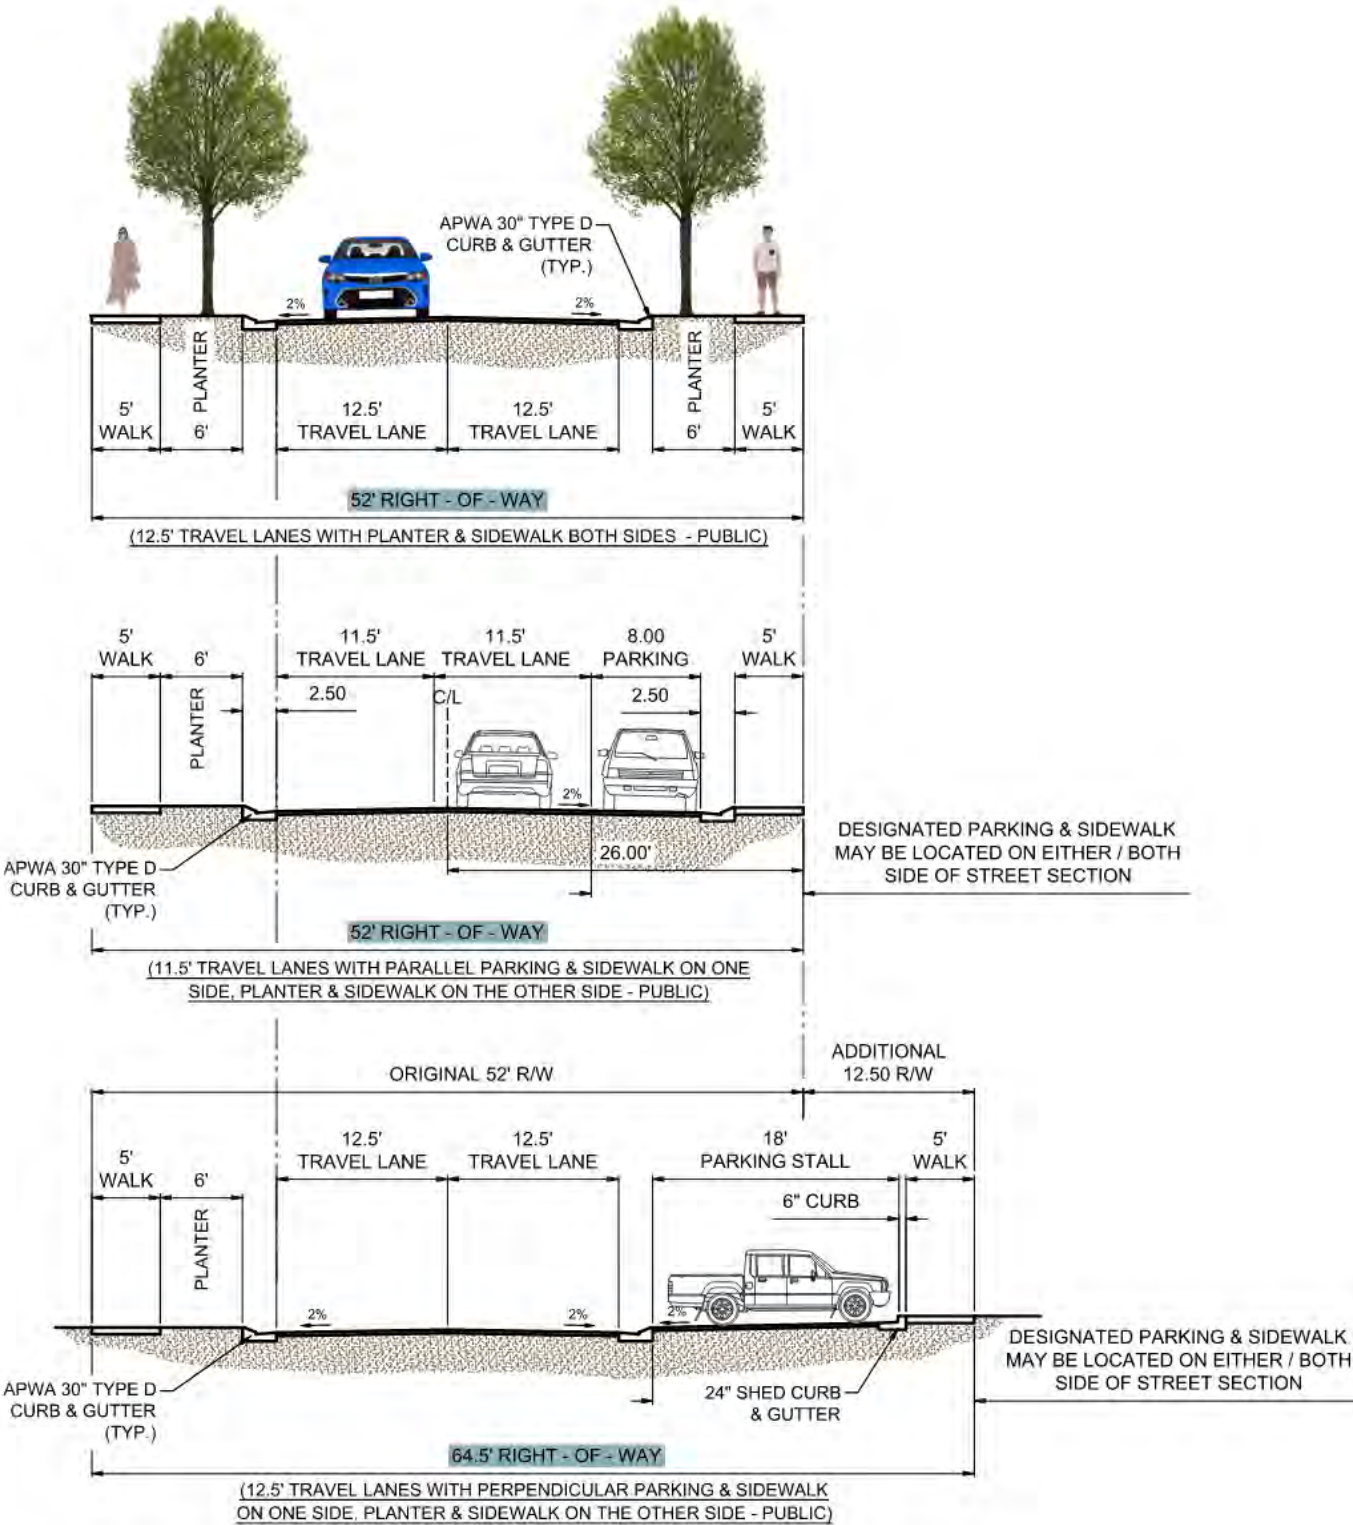 APWA 30" TYPE D
CURB & GUTTER
(TYP.)
2%
2%
PLANTER
PLANTER
5'
WALK
6'
12.5'
TRAVEL LANE
12.5'
TRAVEL LANE
6'
5'
WALK
52' RIGHT - OF - WAY
(12.5' TRAVEL LANES WITH PLANTER & SIDEWALK BOTH SIDES - PUBLIC)
5'
WALK
6'
11.5'
TRAVEL LANE
11.5'
TRAVEL LANE
8.00
PARKING
5'
WALK
PLANTER
2.50
C/L
2.50
2%
26.00'
APWA 30" TYPE D
CURB & GUTTER
(TYP.)
DESIGNATED PARKING & SIDEWALK
MAY BE LOCATED ON EITHER / BOTH
SIDE OF STREET SECTION
52' RIGHT - OF - WAY
(11.5' TRAVEL LANES WITH PARALLEL PARKING & SIDEWALK ON ONE
SIDE, PLANTER & SIDEWALK ON THE OTHER SIDE - PUBLIC)
ORIGINAL 52' R/W
ADDITIONAL
12.50 R/W
5'
WALK
6'
12.5'
TRAVEL LANE
12.5'
TRAVEL LANE
18'
PARKING STALL
5'
WALK
6" CURB
PLANTER
2%
2%
2%
APWA 30" TYPE D
CURB & GUTTER
(TYP.)
24" SHED CURB
& GUTTER
DESIGNATED PARKING & SIDEWALK
MAY BE LOCATED ON EITHER / BOTH
SIDE OF STREET SECTION
64.5' RIGHT - OF - WAY
(12.5' TRAVEL LANES WITH PERPENDICULAR PARKING & SIDEWALK
ON ONE SIDE, PLANTER & SIDEWALK ON THE OTHER SIDE - PUBLIC)